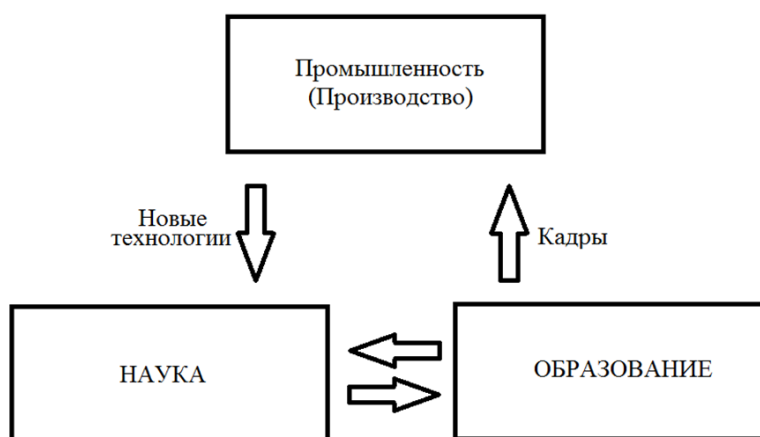 Промышленность
(Производство)
Новые
технологии
Кадры
НАУКА
ОБРАЗОВАНИЕ